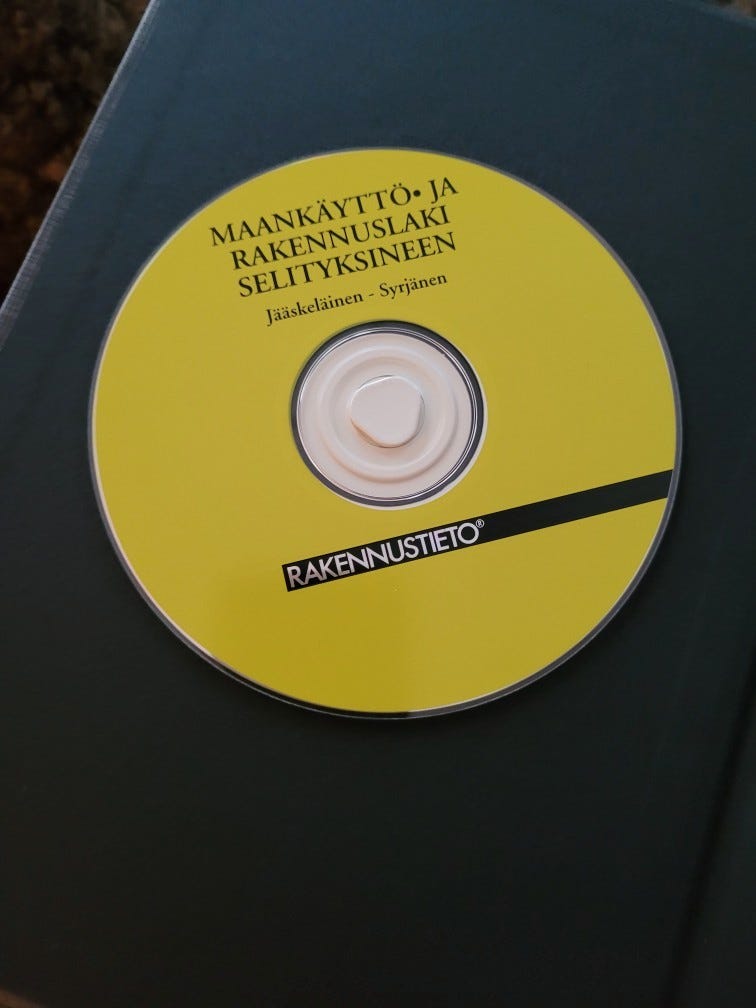 MAANKÄYTTÖ• JA
RAKENNUSLAKI
SELITYKSINEEN
Jääskeläinen - Syrjänen
RAKENNUSTIETO®